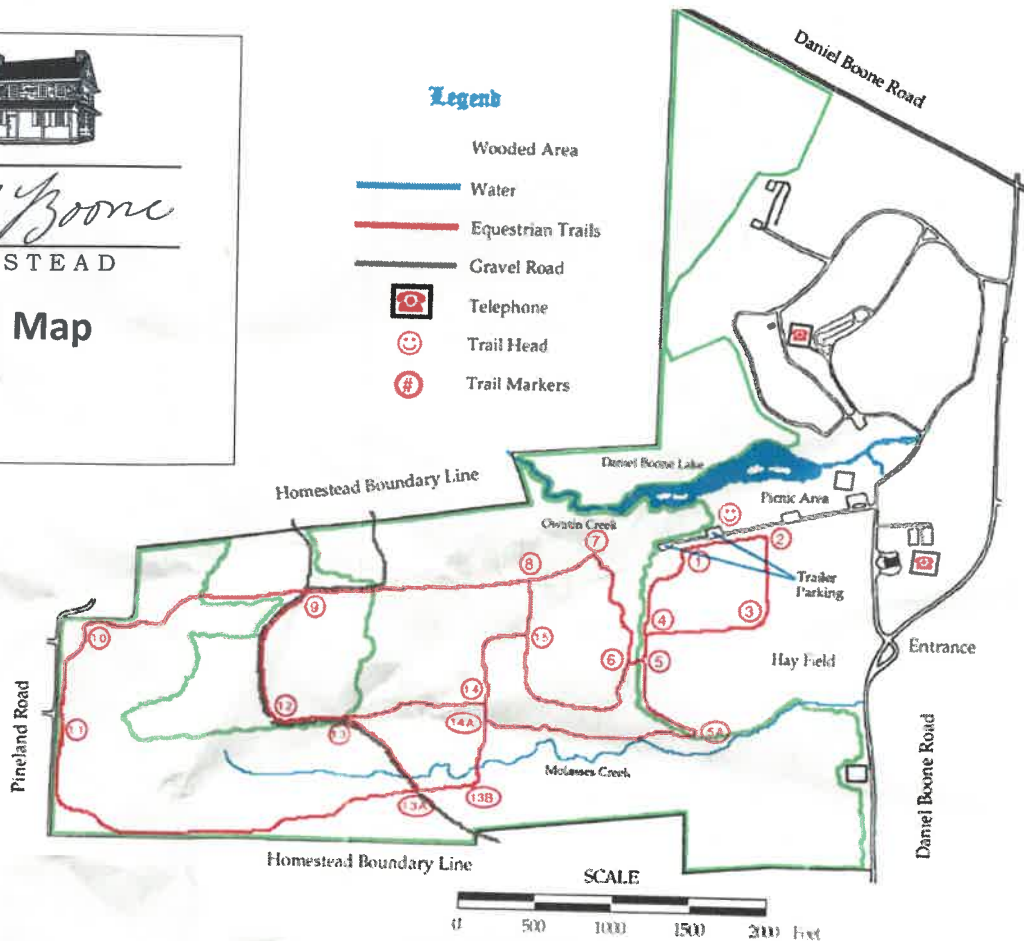 Boone
STEAD
Map
Legend
Wooded Area
Water
Equestrian Trails
Gravel Road
Telephone
Trail Head
#
Trail Markers
Daniel Boone Road
Homestead Boundary Line
Daniel Boone Lake
Picnic Area
Owatin Creek
7
8
1
2
Trailer
Parking
9
3
4
10
15
6
5
Hay Field
Entrance
14
12
14A
5A
11
13
Pineland Road
Molasses Creek
13A
13B
Daniel Boone Road
Homestead Boundary Line
SCALE
0 500 1000 1500 2000 Feet